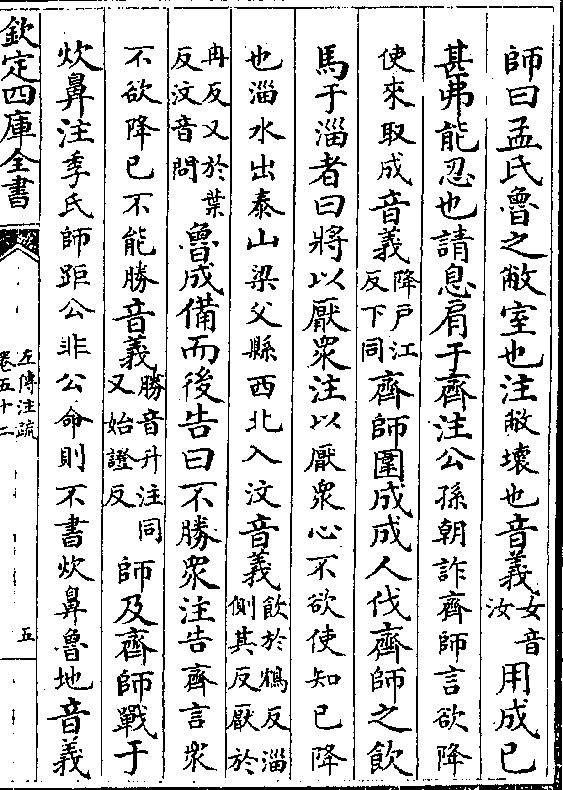 師曰孟氏魯之敝室也注敝壞也音義女音汝用成已
甚弗能忍也請息肩于齊注公孫朝詐齊師言欲降
使來取成音義降戸江反下同齊師圍成成人伐齊師之飲
馬于淄者曰將以厭衆注以厭衆心不欲使知已降
也淄水出泰山梁父縣西北入汶音義飲於鴆反淄側其反厭於
冉反又於葉反汶音問魯成備而後告曰不勝衆注告齊言衆
不欲降已不能勝音義勝音升注同又始證反師及齊師戰于
炊鼻注季氏師距公非公命則不書炊鼻魯地音義
欽定四庫全書
左傳注疏
卷五十二
五